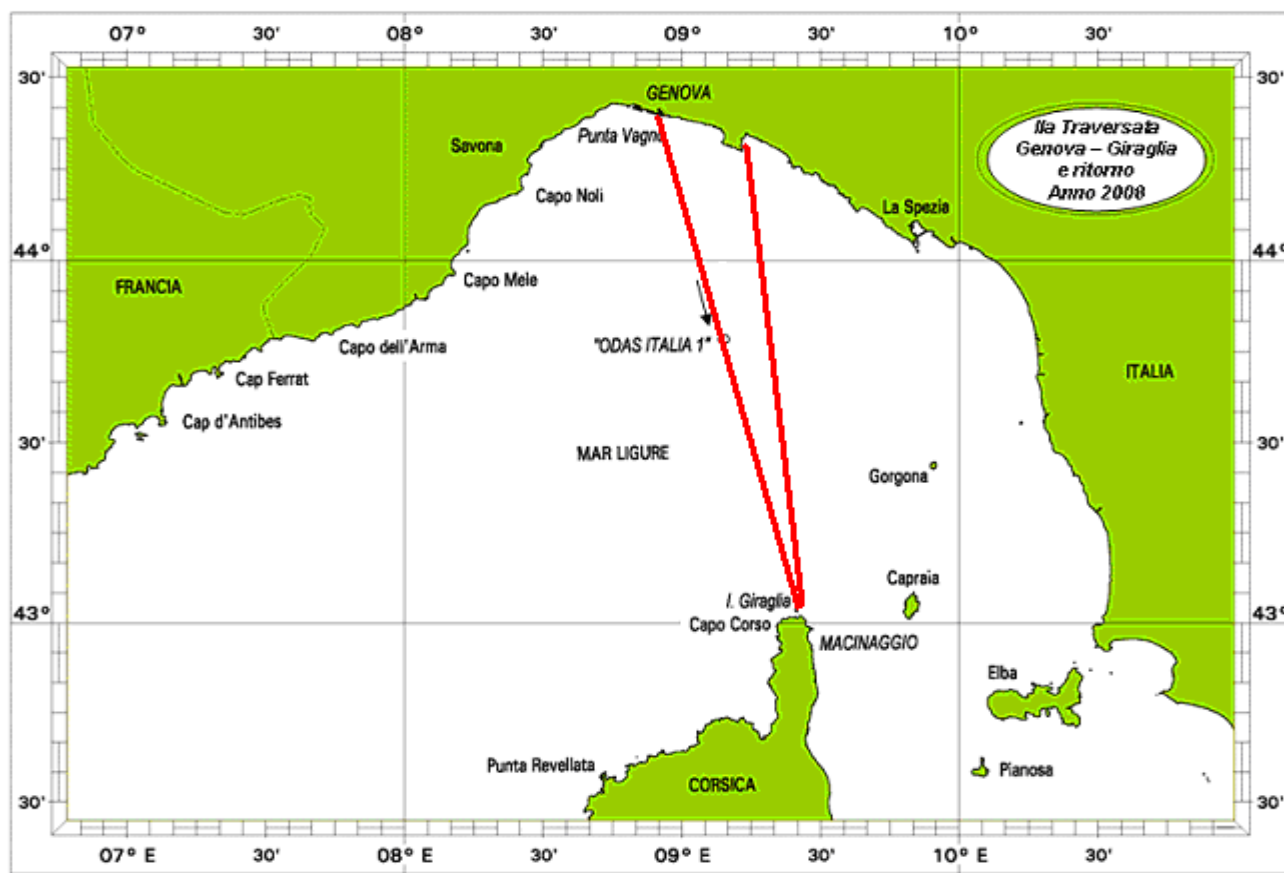 07° 30' 08° 30' 09° 30' 10° 30'
30' 30'
GENOVA
IIa Traversata
Genova – Giraglia
e ritorno
Anno 2008
Punta Vagno
Savona
Capo Noli
La Spezia
44° 44°
Capo Mele
FRANCIA
"ODAS ITALIA 1"
Capo dell'Arma
ITALIA
Cap Ferrat
Cap d'Antibes
30' 30'
MAR LIGURE
Gorgona
Capraia
I. Giraglia
43° 43°
Capo Corso
MACINAGGIO
Elba
Punta Revellata
Pianosa
CORSICA
30' 30'
07° E 30' 08° E 30' 09° E 30' 10° E 30'